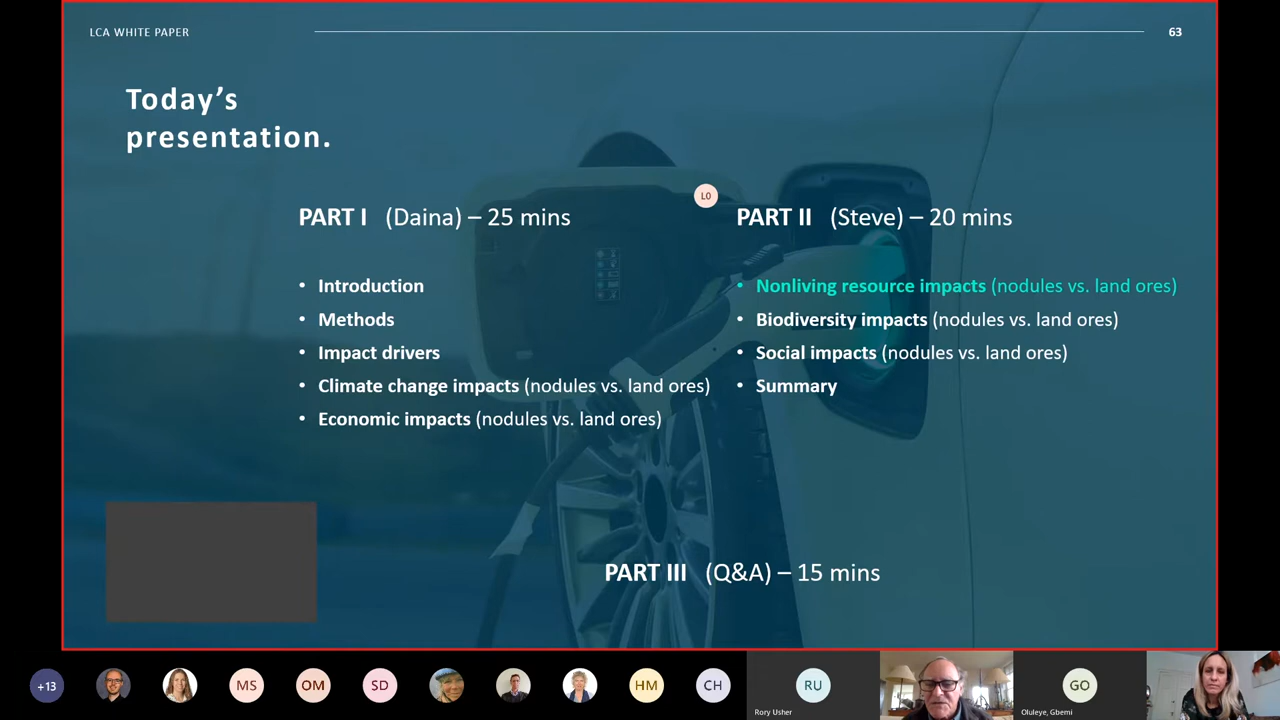 LCA WHITE PAPER
63
Today’s
presentation.
LO
PART I (Daina) – 25 mins
• Introduction
• Methods
• Impact drivers
• Climate change impacts (nodules vs. land ores)
• Economic impacts (nodules vs. land ores)
PART II (Steve) – 20 mins
• Nonliving resource impacts (nodules vs. land ores)
• Biodiversity impacts (nodules vs. land ores)
• Social impacts (nodules vs. land ores)
• Summary
PART III (Q&A) – 15 mins
+13
MS
OM
SD
HM
CH
RU
Rory Usher
GO
Oluleye, Gbemi